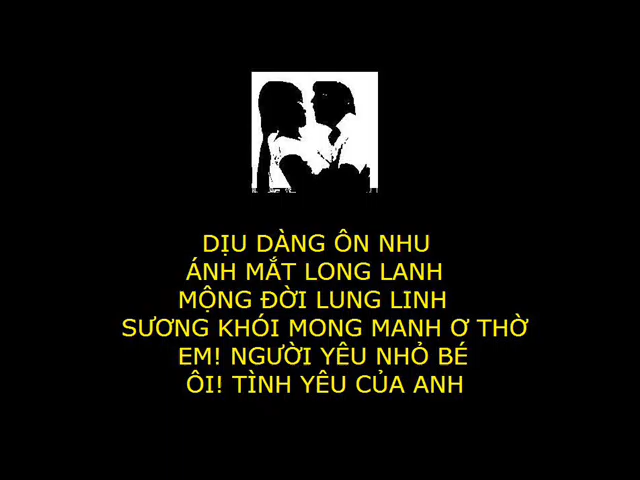 DỊU DÀNG ÔN NHU
ÁNH MẮT LONG LANH
MỘNG ĐỜI LUNG LINH
SƯƠNG KHÓI MONG MANH Ơ THỜ
EM! NGƯỜI YÊU NHỎ BÉ
ÔI! TÌNH YÊU CỦA ANH